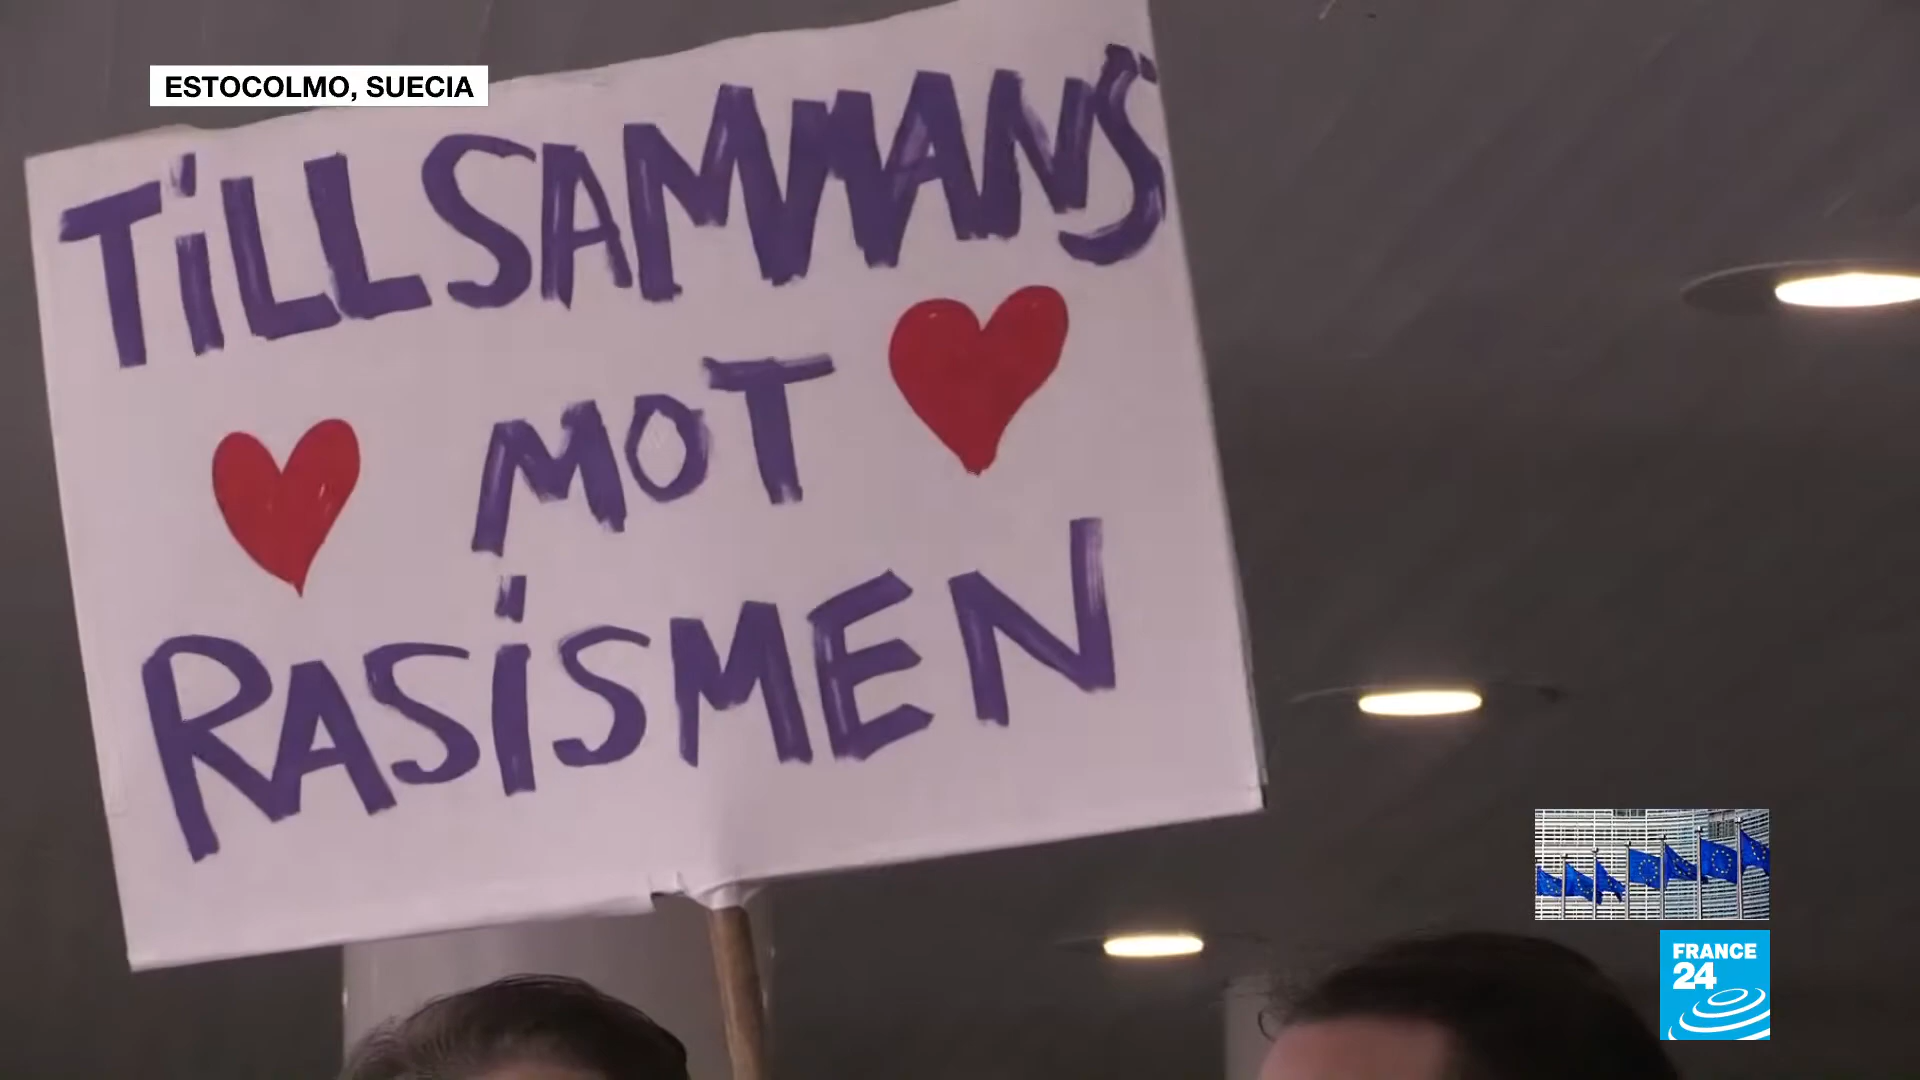 ESTOCOLMO, SUECIA
TiLLSAMMANS
MOT
RASiSMEN
FRANCE
24